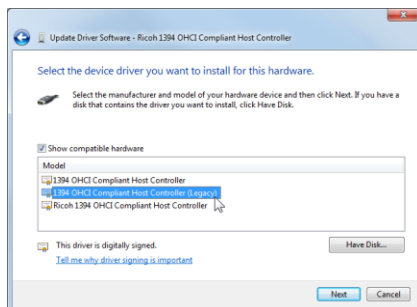 Update Driver Software - Ricoh 1394 OHCI Compliant Host Controller
Select the device driver you want to install for this hardware.
Select the manufacturer and model of your hardware device and then click Next. If you have a
disk that contains the driver you want to install, click Have Disk.
Show compatible hardware
Model
1394 OHCI Compliant Host Controller
1394 OHCI Compliant Host Controller (Legacy)
Ricoh 1394 OHCI Compliant Host Controller
This driver is digitally signed.
Have Disk...
Tell me why driver signing is important
Next
Cancel